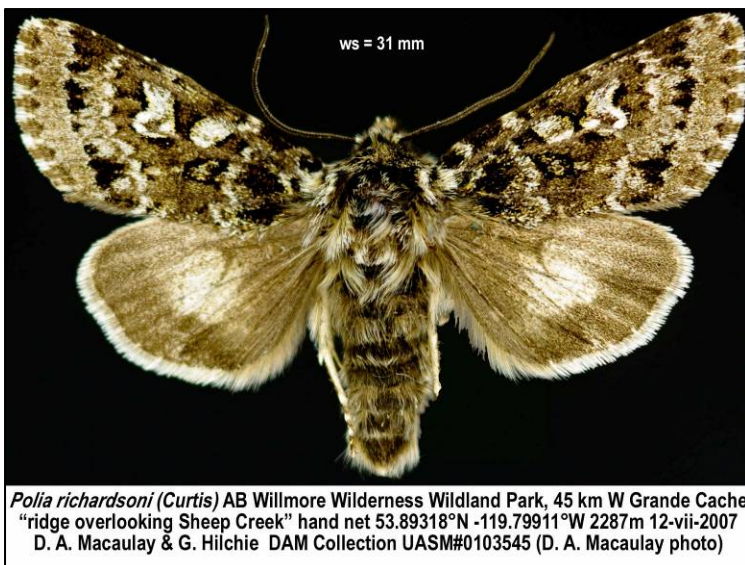 ws = 31 mm
Polia richardsoni (Curtis) AB Willmore Wilderness Wildland Park, 45 km W Grande Cache
“ridge overlooking Sheep Creek” hand net 53.89318°N -119.79911°W 2287m 12-vii-2007
D. A. Macaulay & G. Hilchie DAM Collection UASM#0103545 (D. A. Macaulay photo)